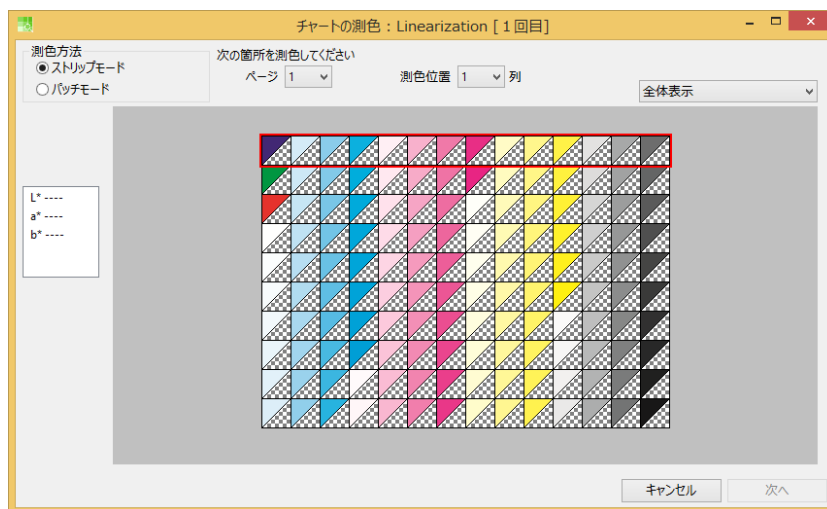 チャートの測色 : Linearization [ 1 回目]
測色方法
ストリップモード
パッチモード
次の箇所を測色してください
ページ 1 測色位置 1 列
全体表示
L* ----
a* ----
b* ----
キャンセル 次へ